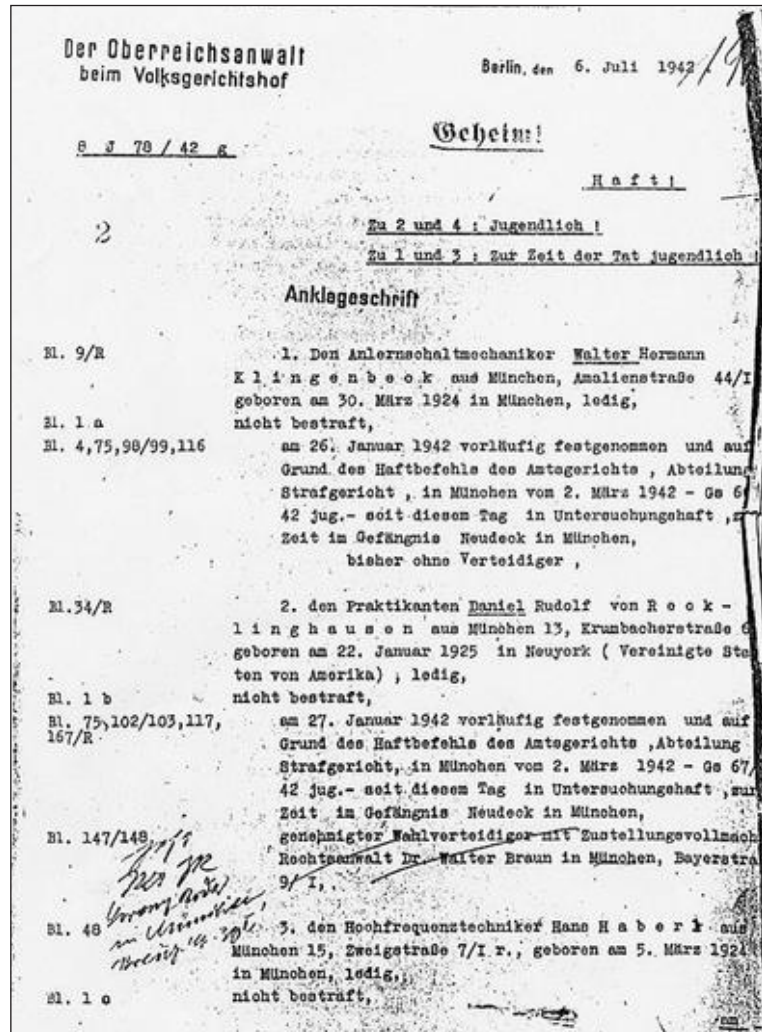 Der Oberreichsanwalt
beim Volksgerichtshof
Berlin, den 6. Juli 1942.
8 J 78 / 42 g
Geheim!
Haft!
2
Zu 2 und 4 : Jugendlich !
Zu 1 und 3 : Zur Zeit der Tat jugendlich !
Anklageschrift
Bl. 9/R 1. Den Anlernschaltmechaniker Walter Hermann
K l i n g e n b e c k aus München, Amalienstraße 44/I
geboren am 30. März 1924 in München, ledig,
Bl. 1 a nicht bestraft,
Bl. 4,75,98/99,116 am 26. Januar 1942 vorläufig festgenommen und auf
Grund des Haftbefehls des Amtsgerichts , Abteilung
Strafgericht , in München vom 2. März 1942 - Gs 6
42 jug.- seit diesem Tag in Untersuchungshaft ,
Zeit im Gefängnis Neudeck in München,
bisher ohne Verteidiger ,
Bl.34/R 2. den Praktikanten Daniel Rudolf von R e c k -
l i n g h a u s e n aus München 13, Krumbacherstraße 6
geboren am 22. Januar 1925 in Neuyork ( Vereinigte Sta
ten von Amerika) , ledig,
Bl. 1 b nicht bestraft,
Bl. 75,102/103,117, am 27. Januar 1942 vorläufig festgenommen und auf
167/R Grund des Haftbefehls des Amtsgerichts ,Abteilung
Strafgericht, in München vom 2. März 1942 - Gs 67/
42 jug.- seit diesem Tag in Untersuchungshaft ,zur
Zeit im Gefängnis Neudeck in München,
Bl. 147/148 genehmigter Wahlverteidiger mit Zustellungsvollmach
Rechtsanwalt Dr. Walter Braun in München, Bayerstra
9/ I,
Bl. 48 3. den Hochfrequenztechniker Hans H a b e r l aus
München 15, Zweigstraße 7/I r., geboren am 5. März 1924
in München, ledig,
Bl. 1 c nicht bestraft,
am